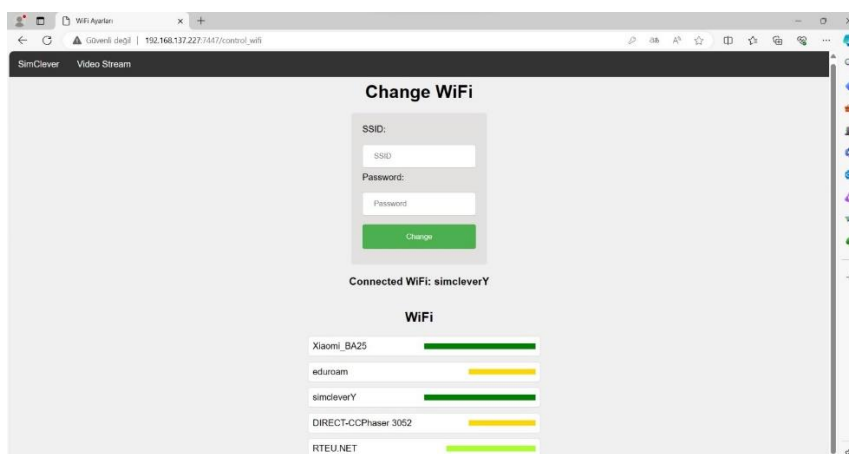 WiFi Ayarları
Güvenli değil | 192.168.137.227:7447/control_wifi
SimClever Video Stream
Change WiFi
SSID:
SSID
Password:
Password
Change
Connected WiFi: simcleverY
WiFi
Xiaomi_BA25
eduroam
simcleverY
DIRECT-CCPhaser 3052
RTEU.NET